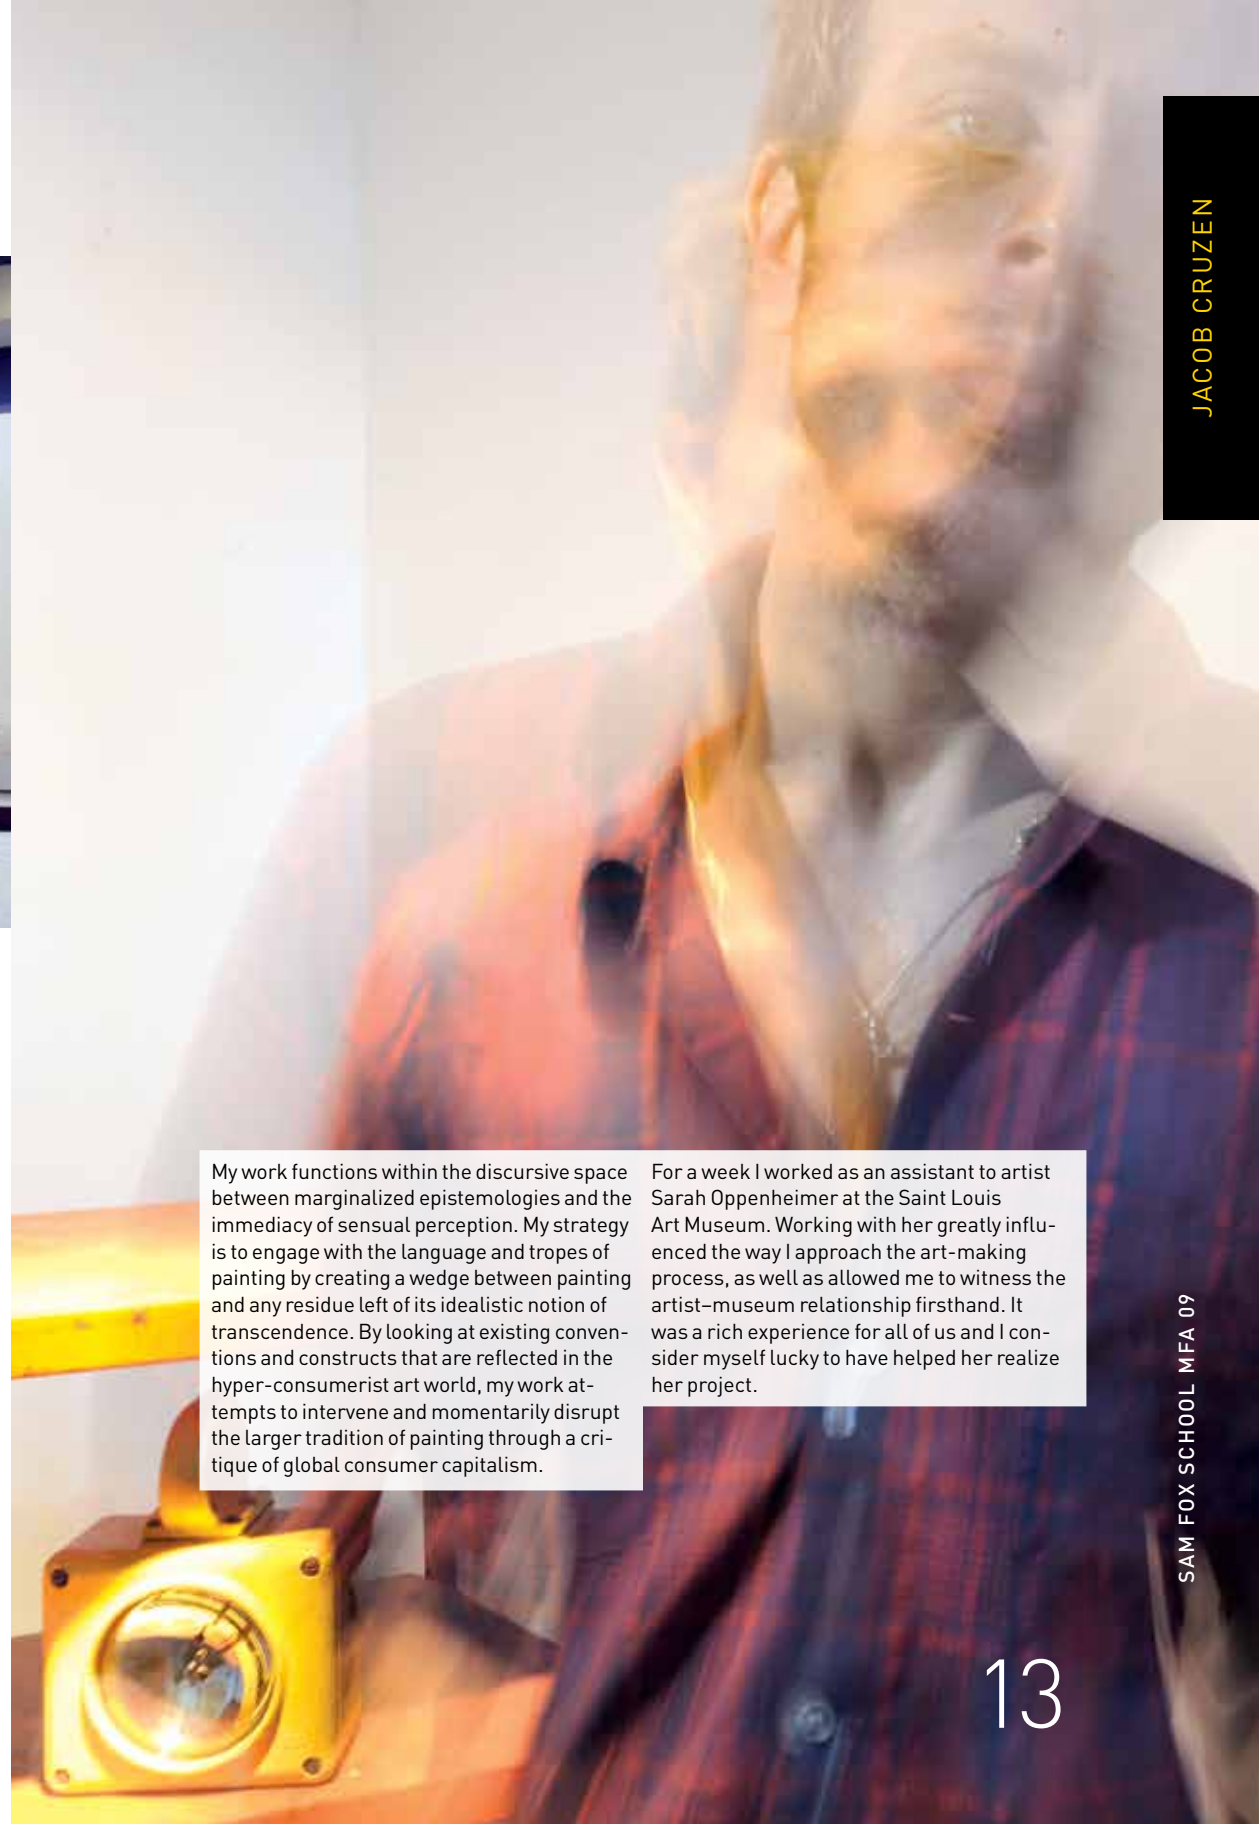 JACOB CRUZEN
My work functions within the discursive space
between marginalized epistemologies and the
immediacy of sensual perception. My strategy
is to engage with the language and tropes of
painting by creating a wedge between painting
and any residue left of its idealistic notion of
transcendence. By looking at existing conven-
tions and constructs that are reflected in the
hyper-consumerist art world, my work at-
tempts to intervene and momentarily disrupt
the larger tradition of painting through a cri-
tique of global consumer capitalism.
For a week I worked as an assistant to artist
Sarah Oppenheimer at the Saint Louis
Art Museum. Working with her greatly influ-
enced the way I approach the art-making
process, as well as allowed me to witness the
artist–museum relationship firsthand. It
was a rich experience for all of us and I con-
sider myself lucky to have helped her realize
her project.
SAM FOX SCHOOL MFA 09
13